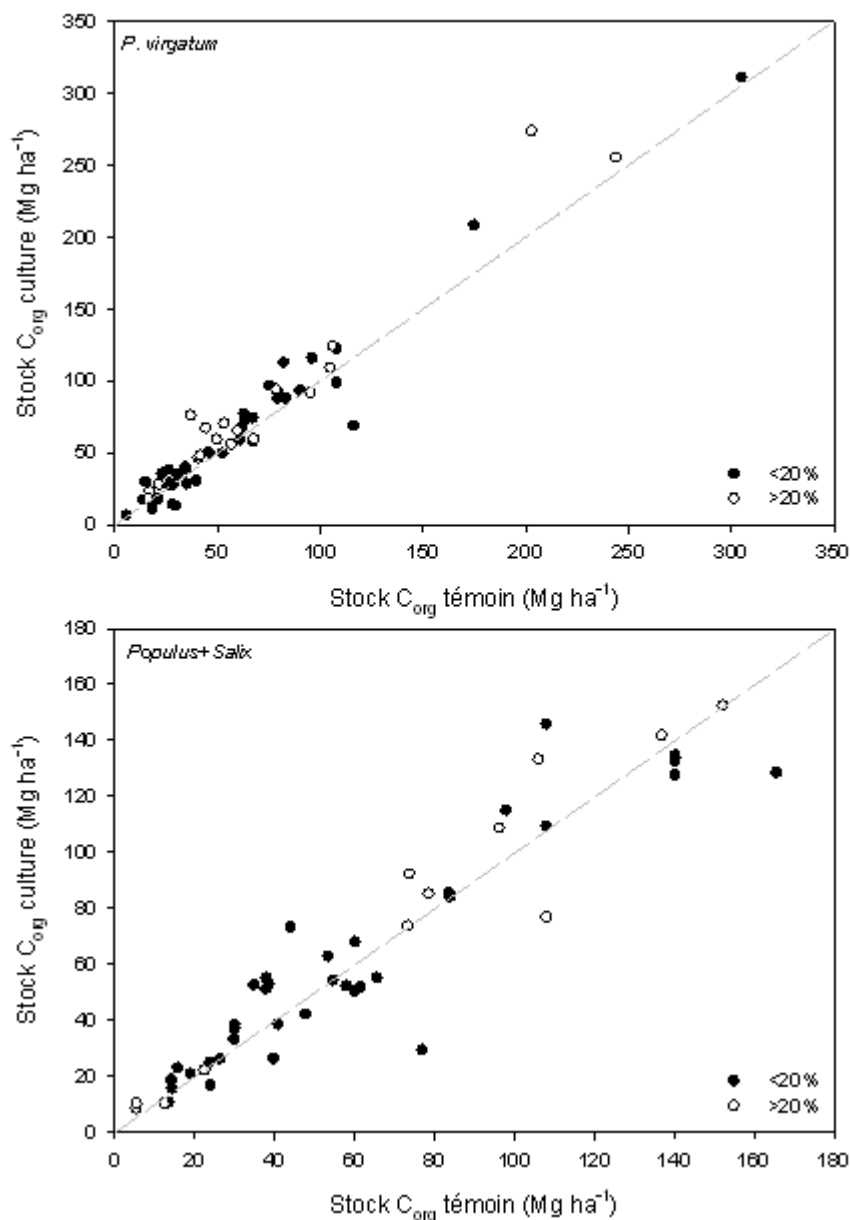 P. virgatum
350
300
250
200
150
100
50
0
Stock Corg culture (Mg ha⁻¹)
<20%
>20%
0 50 100 150 200 250 300 350
Stock Corg témoin (Mg ha⁻¹)
Populus+Salix
180
160
140
120
100
80
60
40
20
0
Stock Corg culture (Mg ha⁻¹)
<20%
>20%
0 20 40 60 80 100 120 140 160 180
Stock Corg témoin (Mg ha⁻¹)